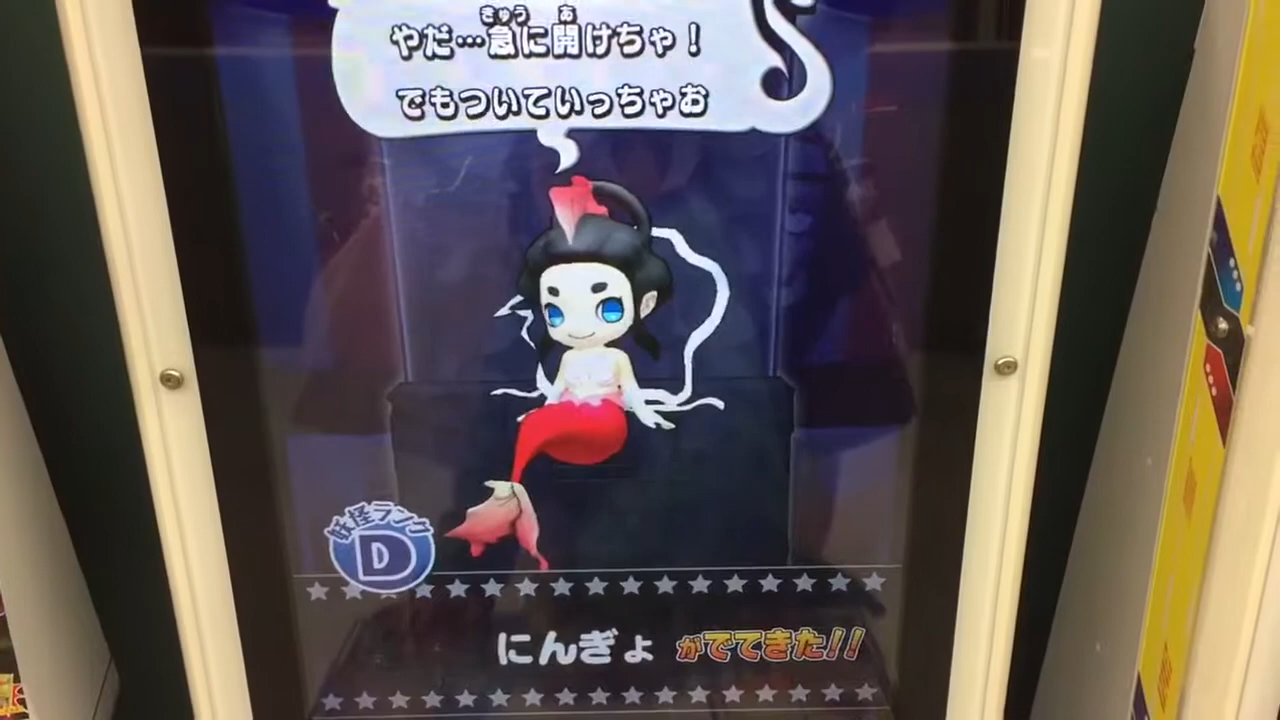 やだ…急に開けちゃ！
でもついていっちゃお
妖怪ランク
D
にんぎょ がでてきた!!